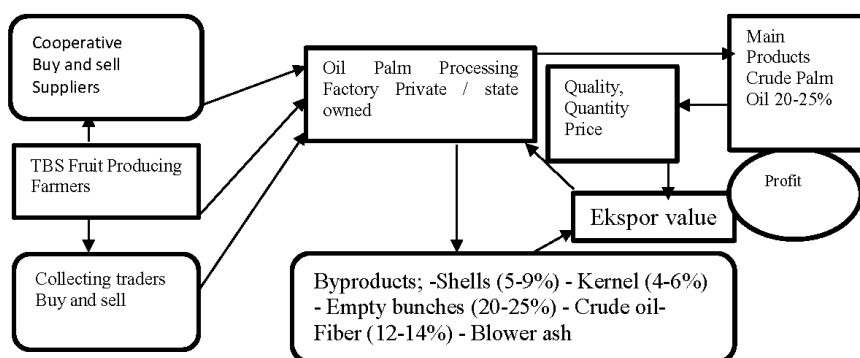 Cooperative
Buy and sell
Suppliers
TBS Fruit Producing
Farmers
Collecting traders
Buy and sell
Oil Palm Processing
Factory Private / state
owned
Quality,
Quantity
Price
Main
Products
Crude Palm
Oil 20-25%
Profit
Ekspor value
Byproducts; -Shells (5-9%) - Kernel (4-6%)
- Empty bunches (20-25%) - Crude oil-
Fiber (12-14%) - Blower ash